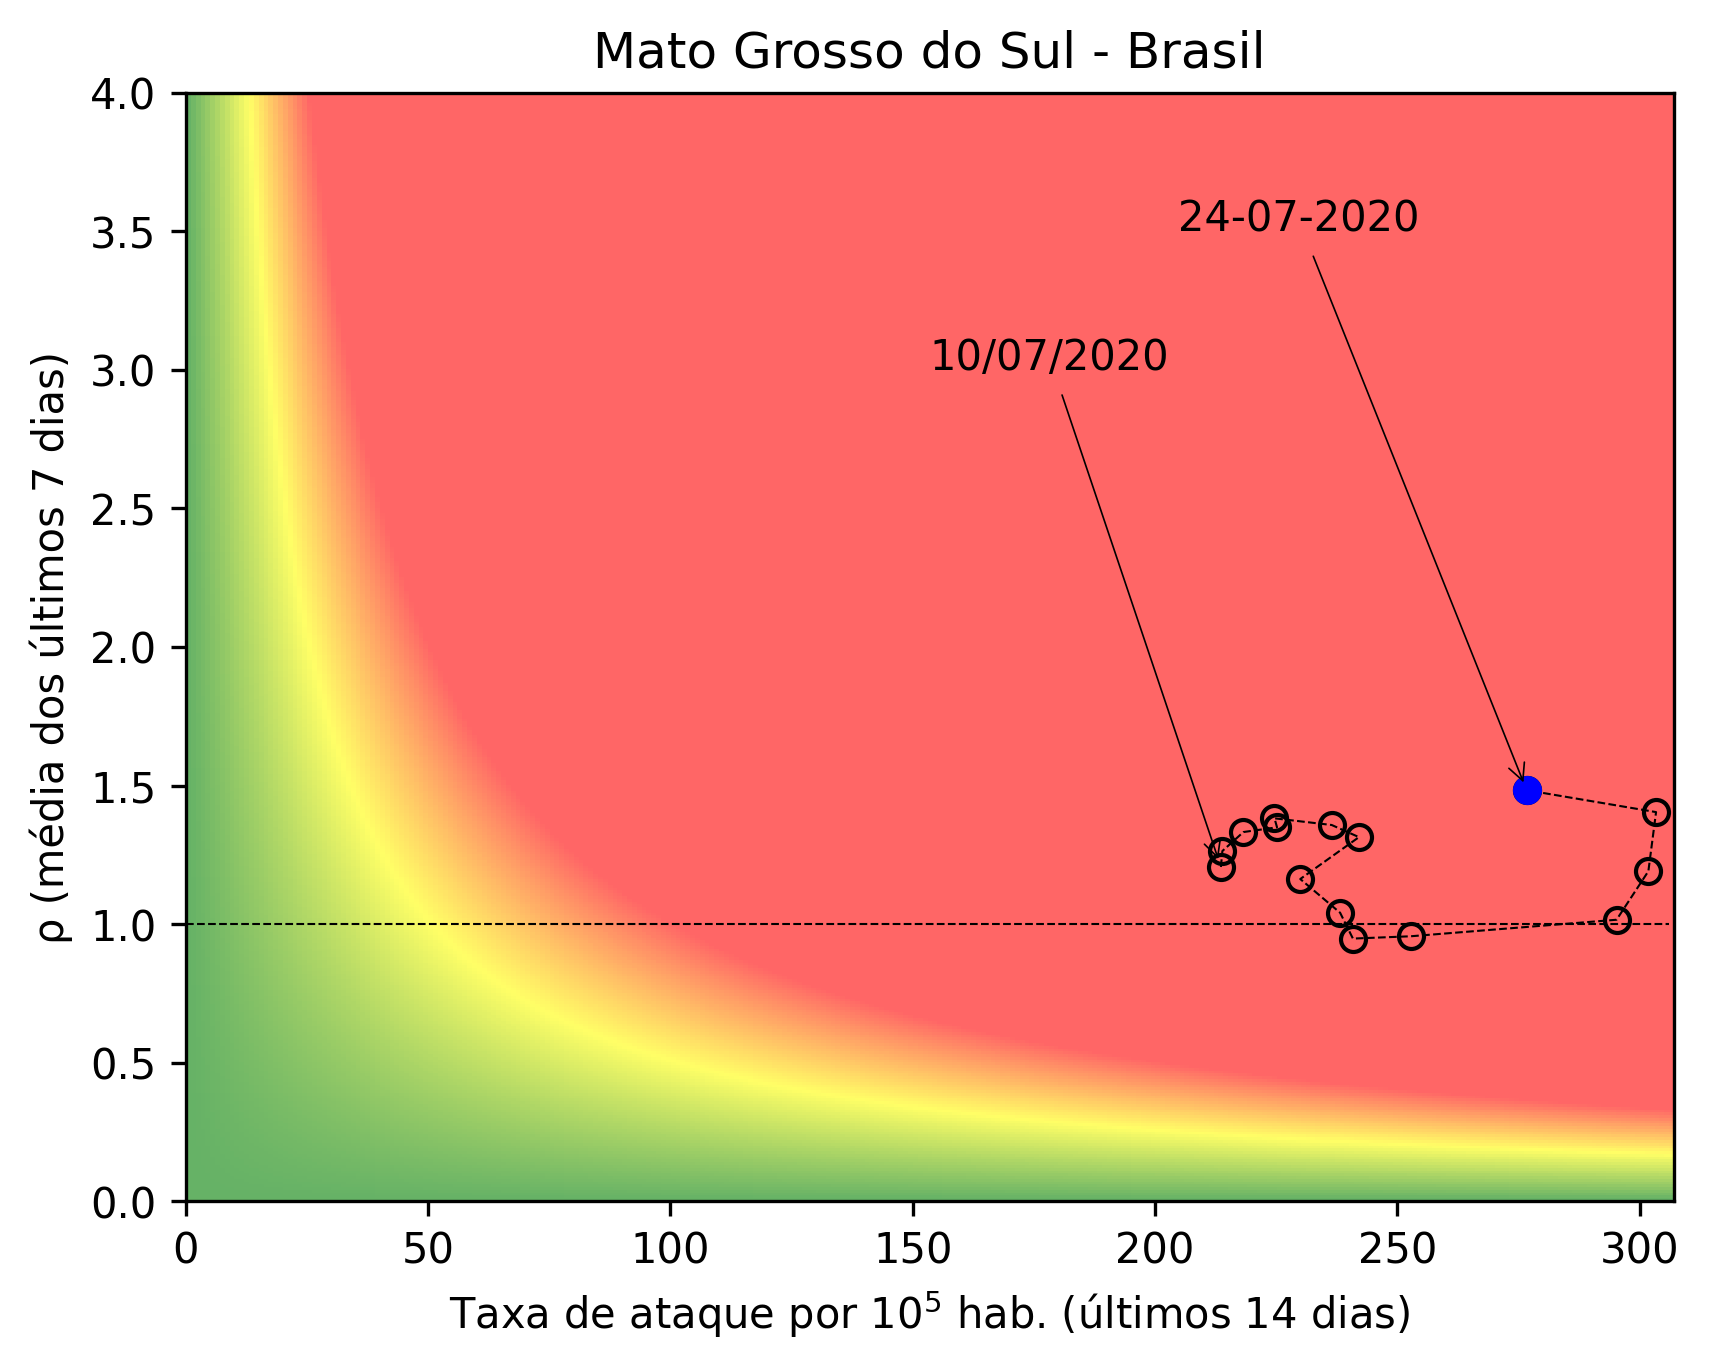 Mato Grosso do Sul - Brasil
4.0
3.5
3.0
2.5
2.0
1.5
1.0
0.5
0.0
ρ (média dos últimos 7 dias)
24-07-2020
10/07/2020
0 50 100 150 200 250 300
Taxa de ataque por 10⁵ hab. (últimos 14 dias)